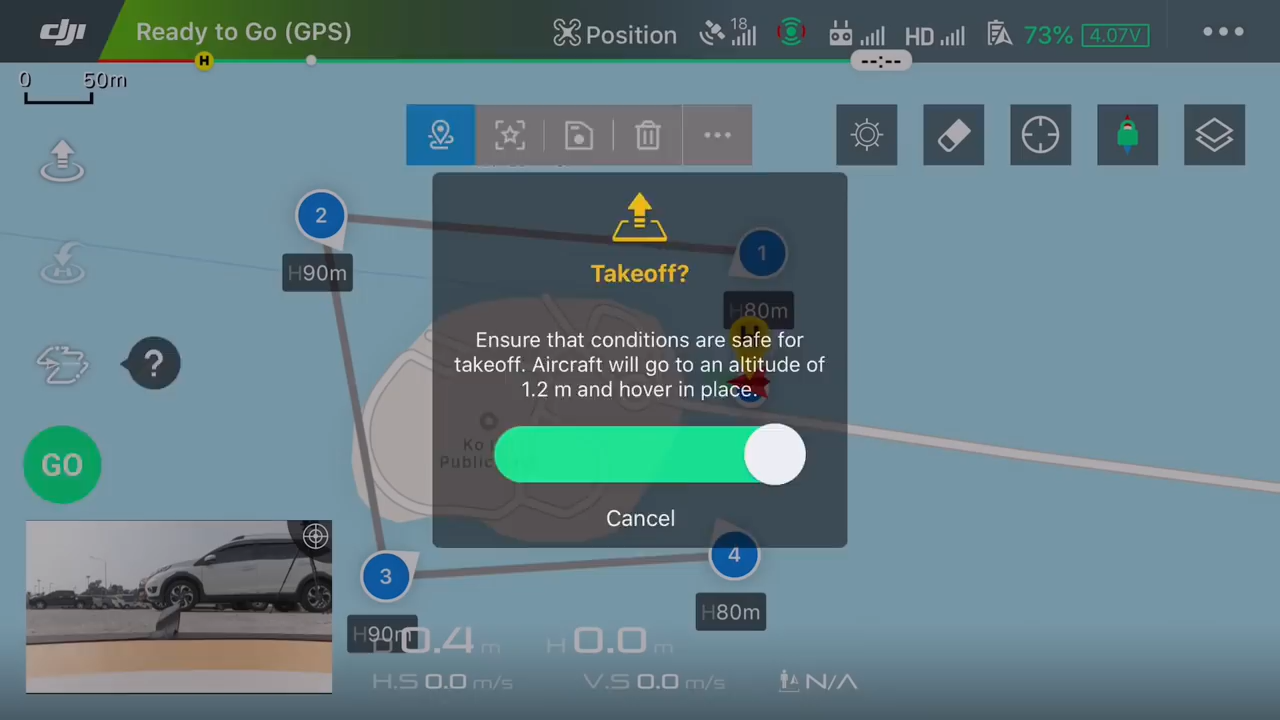 dji
Ready to Go (GPS)
Position
18
HD
73%
4.07V
H
--:--
0 50m
2
H90m
1
H80m
H
Takeoff?
Ensure that conditions are safe for
takeoff. Aircraft will go to an altitude of
1.2 m and hover in place.
?
GO
Ko
Public
Cancel
3
H90m
4
H80m
D 0.4 m
H 0.0 m
H.S 0.0 m/s
V.S 0.0 m/s
N/A